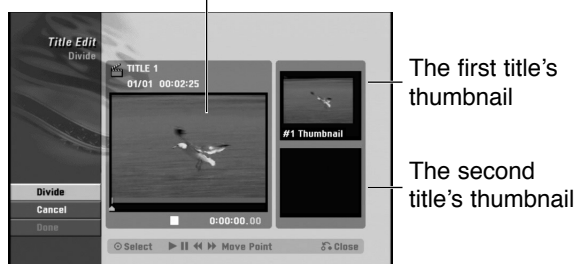 Title Edit
Divide
TITLE 1
01/01 00:02:25
#1 Thumbnail
Divide
Cancel
Done
0:00:00.00
Select Move Point Close
The first title's
thumbnail
The second
title's thumbnail